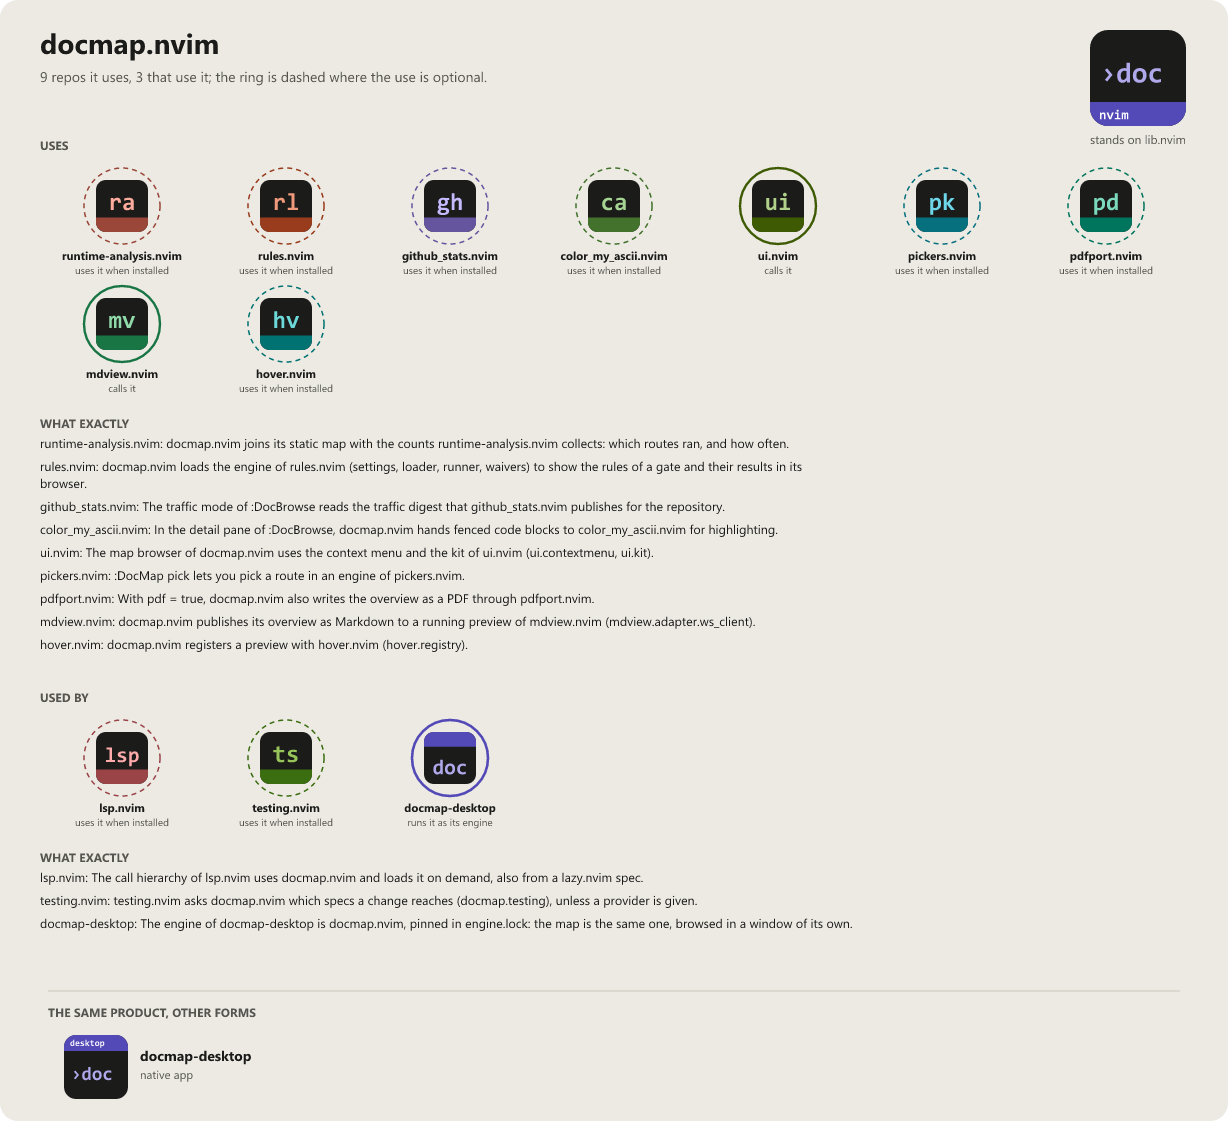 docmap.nvim
9 repos it uses, 3 that use it; the ring is dashed where the use is optional.
›doc
nvim
stands on lib.nvim
USES
ra
rl
gh
ca
ui
pk
pd
runtime-analysis.nvim
rules.nvim
github_stats.nvim
color_my_ascii.nvim
ui.nvim
pickers.nvim
pdfport.nvim
uses it when installed
uses it when installed
uses it when installed
uses it when installed
calls it
uses it when installed
uses it when installed
mv
hv
mdview.nvim
hover.nvim
calls it
uses it when installed
WHAT EXACTLY
runtime-analysis.nvim: docmap.nvim joins its static map with the counts runtime-analysis.nvim collects: which routes ran, and how often.
rules.nvim: docmap.nvim loads the engine of rules.nvim (settings, loader, runner, waivers) to show the rules of a gate and their results in its
browser.
github_stats.nvim: The traffic mode of :DocBrowse reads the traffic digest that github_stats.nvim publishes for the repository.
color_my_ascii.nvim: In the detail pane of :DocBrowse, docmap.nvim hands fenced code blocks to color_my_ascii.nvim for highlighting.
ui.nvim: The map browser of docmap.nvim uses the context menu and the kit of ui.nvim (ui.contextmenu, ui.kit).
pickers.nvim: :DocMap pick lets you pick a route in an engine of pickers.nvim.
pdfport.nvim: With pdf = true, docmap.nvim also writes the overview as a PDF through pdfport.nvim.
mdview.nvim: docmap.nvim publishes its overview as Markdown to a running preview of mdview.nvim (mdview.adapter.ws_client).
hover.nvim: docmap.nvim registers a preview with hover.nvim (hover.registry).
USED BY
lsp
ts
doc
lsp.nvim
testing.nvim
docmap-desktop
uses it when installed
uses it when installed
runs it as its engine
WHAT EXACTLY
lsp.nvim: The call hierarchy of lsp.nvim uses docmap.nvim and loads it on demand, also from a lazy.nvim spec.
testing.nvim: testing.nvim asks docmap.nvim which specs a change reaches (docmap.testing), unless a provider is given.
docmap-desktop: The engine of docmap-desktop is docmap.nvim, pinned in engine.lock: the map is the same one, browsed in a window of its own.
THE SAME PRODUCT, OTHER FORMS
desktop
›doc
docmap-desktop
native app